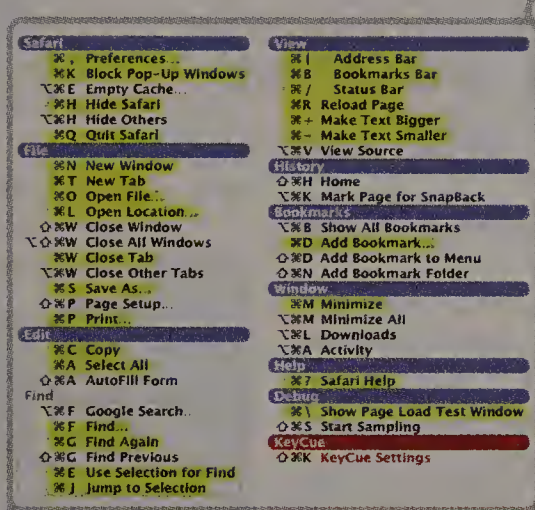 Safari
⌘ , Preferences...
⌘K Block Pop-Up Windows
⌥⌘E Empty Cache...
⌘H Hide Safari
⌥⌘H Hide Others
⌘Q Quit Safari
File
⌘N New Window
⌘T New Tab
⌘O Open File...
⌘L Open Location...
⇧⌘W Close Window
⌥⇧⌘W Close All Windows
⌘W Close Tab
⌥⌘W Close Other Tabs
⌘S Save As...
⇧⌘P Page Setup...
⌘P Print...
Edit
⌘C Copy
⌘A Select All
⇧⌘A AutoFill Form
Find
⌥⌘F Google Search..
⌘F Find...
⌘G Find Again
⇧⌘G Find Previous
⌘E Use Selection for Find
⌘J Jump to Selection
View
⌘| Address Bar
⌘B Bookmarks Bar
⌘/ Status Bar
⌘R Reload Page
⌘+ Make Text Bigger
⌘- Make Text Smaller
⌥⌘V View Source
History
⇧⌘H Home
⌥⌘K Mark Page for SnapBack
Bookmarks
⌥⌘B Show All Bookmarks
⌘D Add Bookmark...
⇧⌘D Add Bookmark to Menu
⇧⌘N Add Bookmark Folder
Window
⌘M Minimize
⌥⌘M Minimize All
⌥⌘L Downloads
⌥⌘A Activity
Help
⌘? Safari Help
Debug
⌘\ Show Page Load Test Window
⇧⌘S Start Sampling
KeyCue
⇧⌘K KeyCue Settings